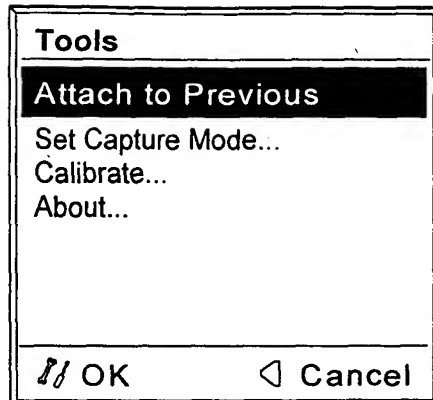 Tools
Attach to Previous
Set Capture Mode...
Calibrate...
About...
OK Cancel